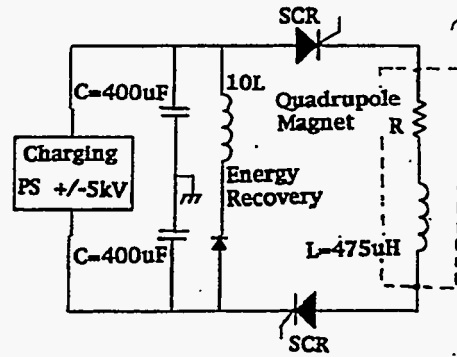 SCR
C=400uF
10L
Quadrupole
Magnet
R
Charging
PS +/-5kV
Energy
Recovery
C=400uF
L=475uH
SCR